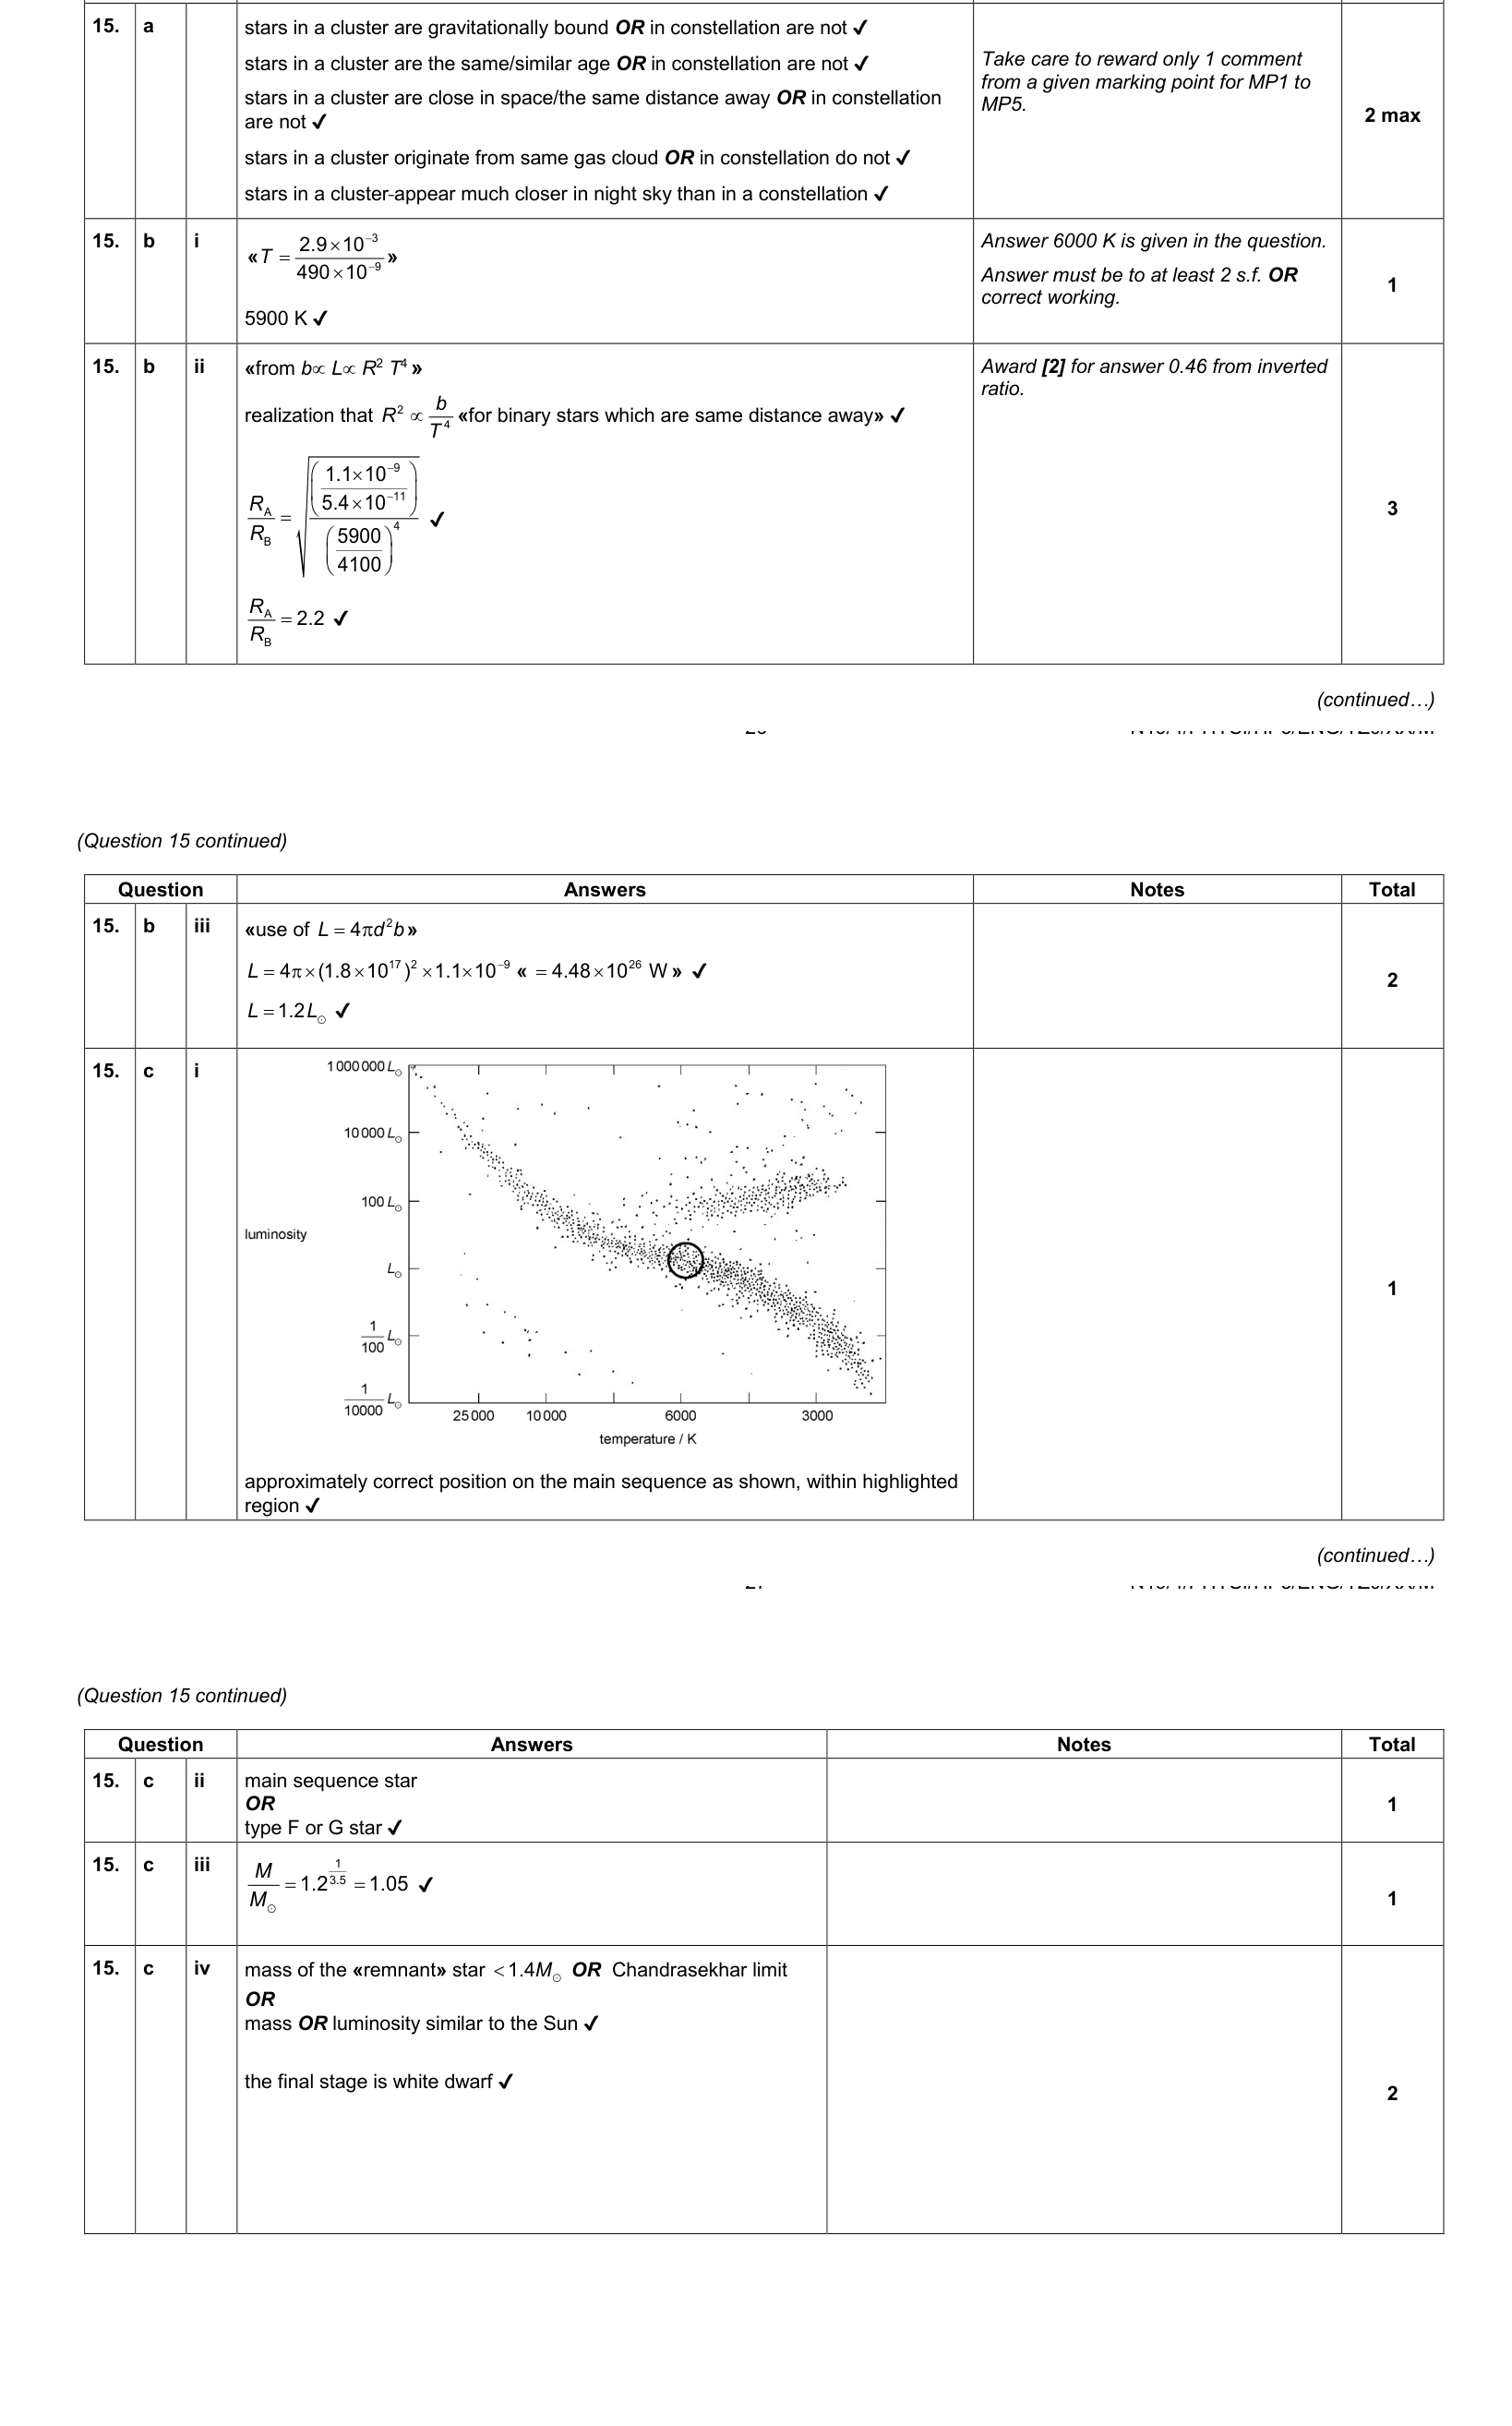 15. a stars in a cluster are gravitationally bound OR in constellation are not ✓
stars in a cluster are the same/similar age OR in constellation are not ✓
stars in a cluster are close in space/the same distance away OR in constellation
are not ✓
stars in a cluster originate from same gas cloud OR in constellation do not ✓
stars in a cluster-appear much closer in night sky than in a constellation ✓
Take care to reward only 1 comment
from a given marking point for MP1 to
MP5.
2 max
15. b i «T = 2.9×10⁻³ / 490×10⁻⁹»
5900 K ✓
Answer 6000 K is given in the question.
Answer must be to at least 2 s.f. OR
correct working.
1
15. b ii «from b∝ L∝ R² T⁴»
realization that R² ∝ b/T⁴ «for binary stars which are same distance away» ✓
R_A/R_B = √((1.1×10⁻⁹ / 5.4×10⁻¹¹) / (5900/4100)⁴) ✓
R_A/R_B = 2.2 ✓
Award [2] for answer 0.46 from inverted
ratio.
3
(continued…)
(Question 15 continued)
Question Answers Notes Total
15. b iii «use of L = 4πd²b»
L = 4π×(1.8×10¹⁷)²×1.1×10⁻⁹ « = 4.48×10²⁶ W» ✓
L = 1.2L☉ ✓
2
15. c i
1 000 000 L☉
10 000 L☉
100 L☉
luminosity
L☉
1/100 L☉
1/10000 L☉
25 000 10 000 6000 3000
temperature / K
approximately correct position on the main sequence as shown, within highlighted
region ✓
1
(continued…)
(Question 15 continued)
Question Answers Notes Total
15. c ii main sequence star
OR
type F or G star ✓
1
15. c iii M/M☉ = 1.2^(1/3.5) = 1.05 ✓
1
15. c iv mass of the «remnant» star < 1.4M☉ OR Chandrasekhar limit
OR
mass OR luminosity similar to the Sun ✓
the final stage is white dwarf ✓
2